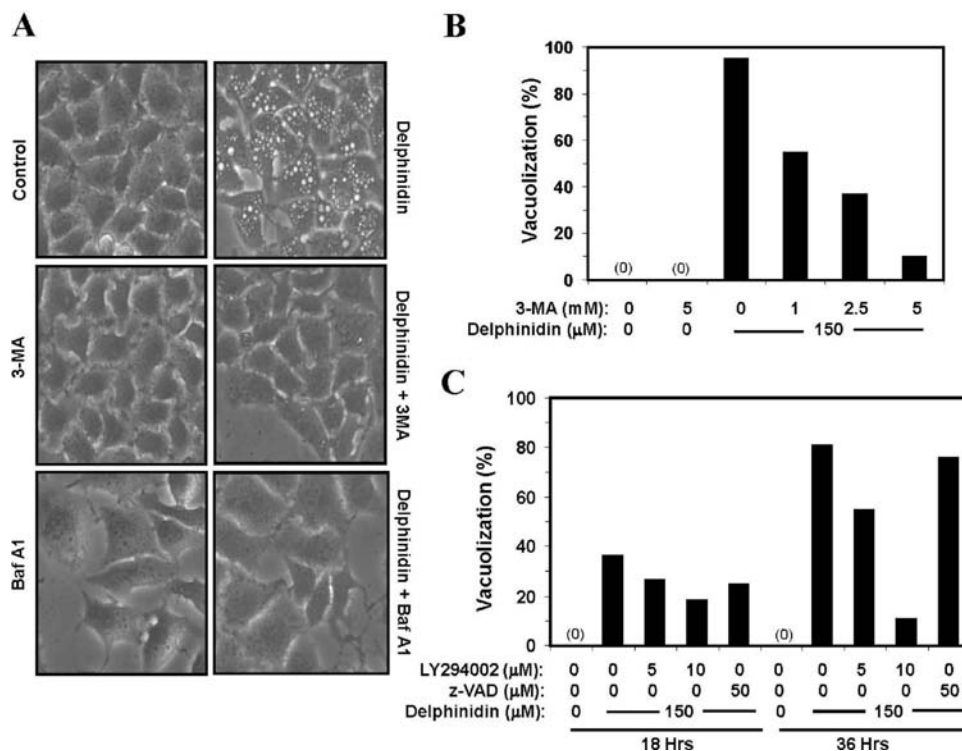 A
Control
Delphinidin
3-MA
Delphinidin + 3MA
Baf A1
Delphinidin + Baf A1
B
Vacuolization (%)
100
80
60
40
20
0
(0) (0)
3-MA (mM): 0 5 0 1 2.5 5
Delphinidin (µM): 0 0 150
C
Vacuolization (%)
100
80
60
40
20
0
(0) (0)
LY294002 (µM): 0 0 5 10 0 0 0 5 10 0
z-VAD (µM): 0 0 0 0 50 0 0 0 0 50
Delphinidin (µM): 0 150 0 150
18 Hrs 36 Hrs